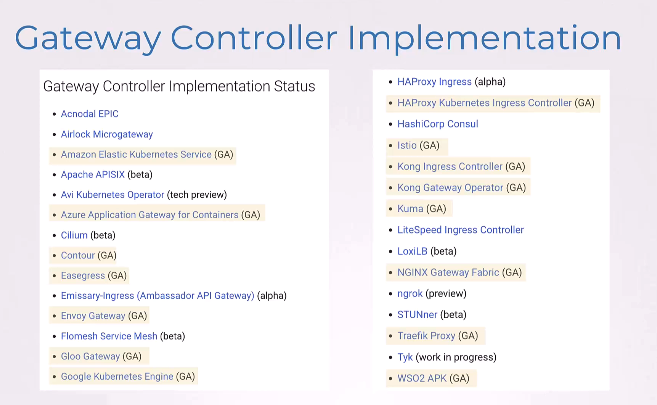 Gateway Controller Implementation
Gateway Controller Implementation Status
• Acnodal EPIC
• Airlock Microgateway
• Amazon Elastic Kubernetes Service (GA)
• Apache APISIX (beta)
• Avi Kubernetes Operator (tech preview)
• Azure Application Gateway for Containers (GA)
• Cilium (beta)
• Contour (GA)
• Easegress (GA)
• Emissary-Ingress (Ambassador API Gateway) (alpha)
• Envoy Gateway (GA)
• Flomesh Service Mesh (beta)
• Gloo Gateway (GA)
• Google Kubernetes Engine (GA)
• HAProxy Ingress (alpha)
• HAProxy Kubernetes Ingress Controller (GA)
• HashiCorp Consul
• Istio (GA)
• Kong Ingress Controller (GA)
• Kong Gateway Operator (GA)
• Kuma (GA)
• LiteSpeed Ingress Controller
• LoxiLB (beta)
• NGINX Gateway Fabric (GA)
• ngrok (preview)
• STUNner (beta)
• Traefik Proxy (GA)
• Tyk (work in progress)
• WSO2 APK (GA)